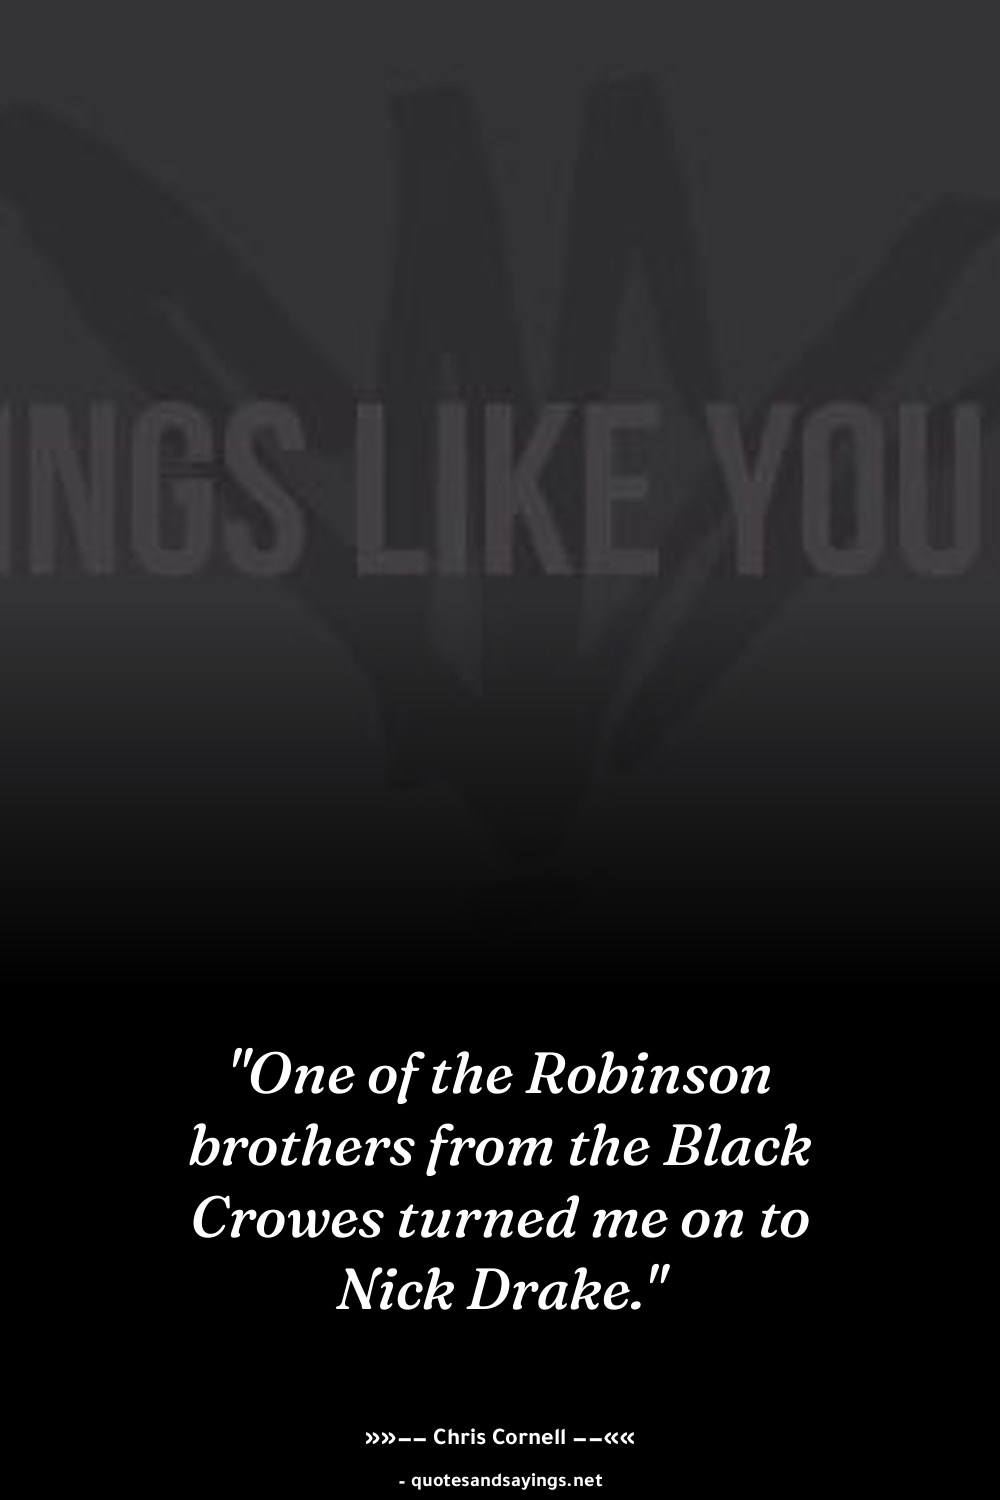 INGS LIKE YOU
"One of the Robinson
brothers from the Black
Crowes turned me on to
Nick Drake."
»»—— Chris Cornell ——««
- quotesandsayings.net